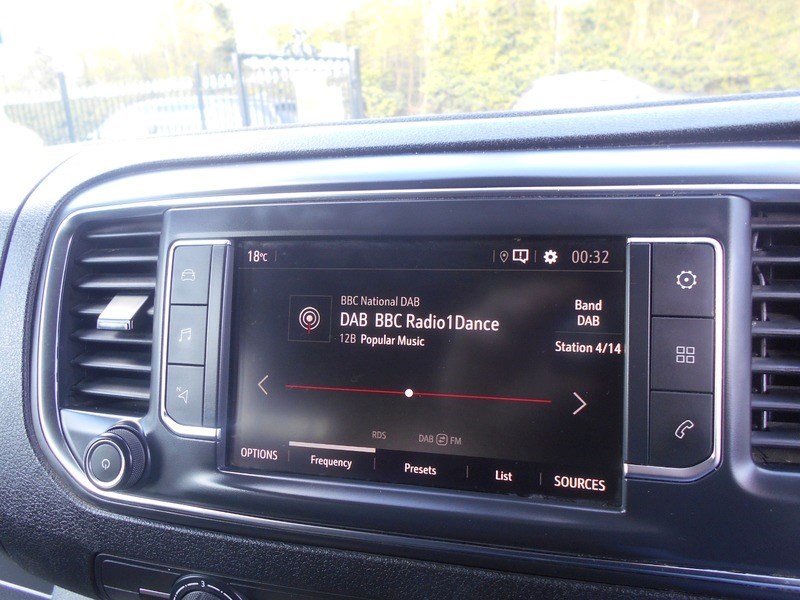 18°C
00:32
BBC National DAB
DAB BBC Radio1Dance
12B Popular Music
Band
DAB
Station 4/14
RDS
DAB FM
OPTIONS
Frequency
Presets
List
SOURCES
N
3